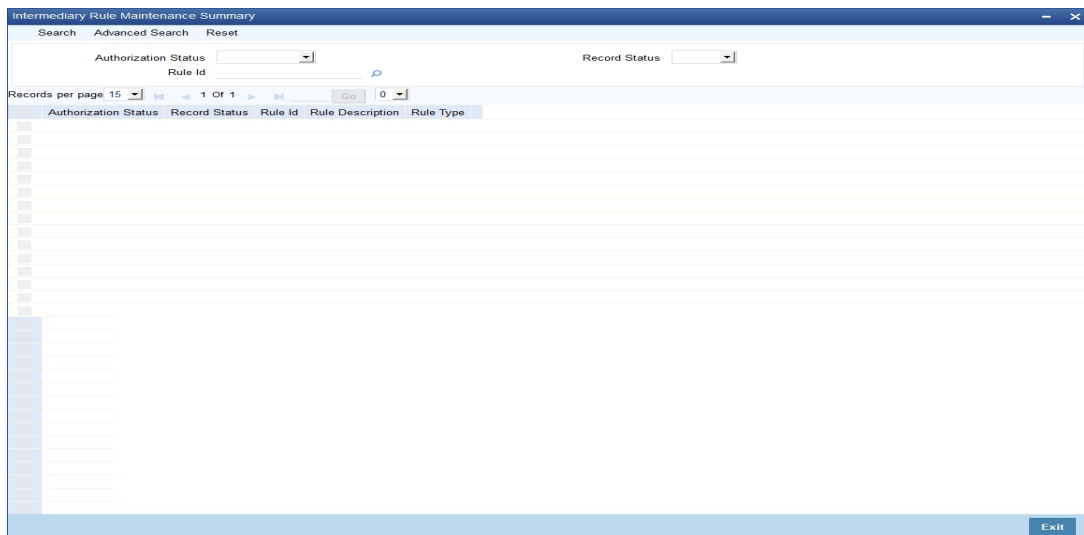 Intermediary Rule Maintenance Summary
Search Advanced Search Reset
Authorization Status Record Status
Rule Id
Records per page 15 1 Of 1 Go 0
Authorization Status Record Status Rule Id Rule Description Rule Type
Exit